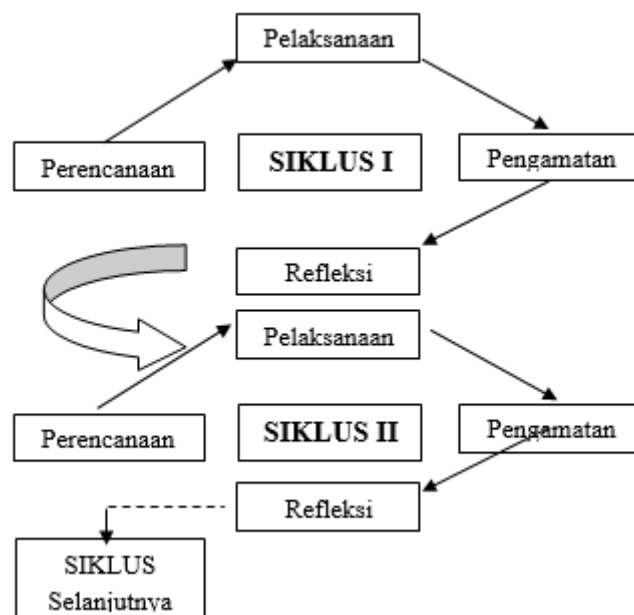 Pelaksanaan
Perencanaan
SIKLUS I
Pengamatan
Refleksi
Pelaksanaan
Perencanaan
SIKLUS II
Pengamatan
Refleksi
SIKLUS
Selanjutnya